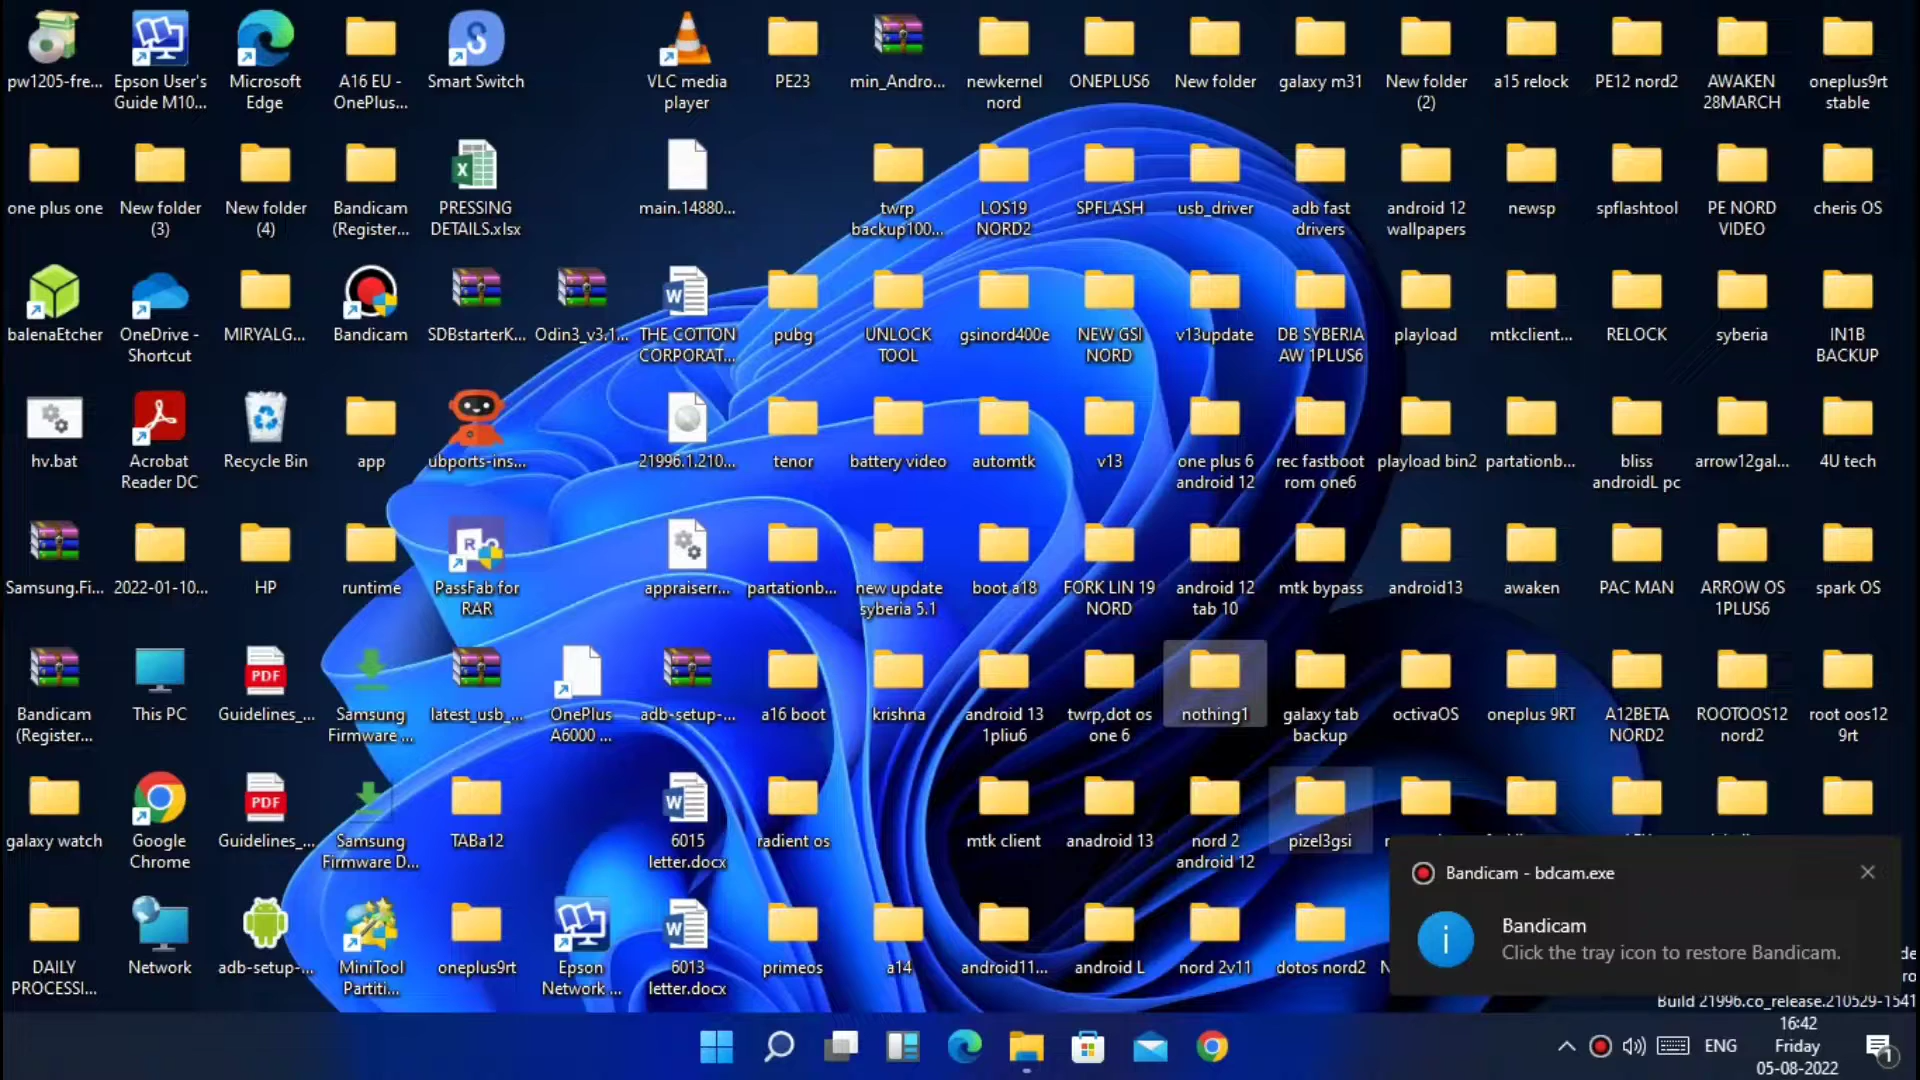 pw1205-fre...
Epson User's
Guide M10...
Microsoft
Edge
A16 EU -
OnePlus...
Smart Switch
VLC media
player
PE23
min_Andro...
newkernel
nord
ONEPLUS6
New folder
galaxy m31
New folder
(2)
a15 relock
PE12 nord2
AWAKEN
28MARCH
oneplus9rt
stable
one plus one
New folder
(3)
New folder
(4)
Bandicam
(Register...
PRESSING
DETAILS.xlsx
main.14880...
twrp
backup100...
LOS19
NORD2
SPFLASH
usb_driver
adb fast
drivers
android 12
wallpapers
newsp
spflashtool
PE NORD
VIDEO
cheris OS
balenaEtcher
OneDrive -
Shortcut
MIRYALG...
Bandicam
SDBstarterK...
Odin3_v3.1...
THE COTTON
CORPORAT...
pubg
UNLOCK
TOOL
gsinord400e
NEW GSI
NORD
v13update
DB SYBERIA
AW 1PLUS6
playload
mtkclient...
RELOCK
syberia
IN1B
BACKUP
hv.bat
Acrobat
Reader DC
Recycle Bin
app
ubports-ins...
21996.1.210...
tenor
battery video
automtk
v13
one plus 6
android 12
rec fastboot
rom one6
playload bin2
partationb...
bliss
androidL pc
arrow12gal...
4U tech
Samsung.Fi...
2022-01-10...
HP
runtime
PassFab for
RAR
appraiserr...
partationb...
new update
syberia 5.1
boot a18
FORK LIN 19
NORD
android 12
tab 10
mtk bypass
android13
awaken
PAC MAN
ARROW OS
1PLUS6
spark OS
Bandicam
(Register...
This PC
PDF
Guidelines_...
Samsung
Firmware ...
latest_usb_...
OnePlus
A6000 ...
adb-setup-...
a16 boot
krishna
android 13
1pliu6
twrp,dot os
one 6
nothing1
galaxy tab
backup
octivaOS
oneplus 9RT
A12BETA
NORD2
ROOTOOS12
nord2
root oos12
9rt
galaxy watch
Google
Chrome
PDF
Guidelines_...
Samsung
Firmware D...
TABa12
6015
letter.docx
radient os
mtk client
anadroid 13
nord 2
android 12
pizel3gsi
DAILY
PROCESSI...
Network
adb-setup-...
MiniTool
Partiti...
oneplus9rt
Epson
Network ...
6013
letter.docx
primeos
a14
android11...
android L
nord 2v11
dotos nord2
Bandicam - bdcam.exe
Bandicam
Click the tray icon to restore Bandicam.
Build 21996.co_release.210529-1541
ENG
16:42
Friday
05-08-2022
1